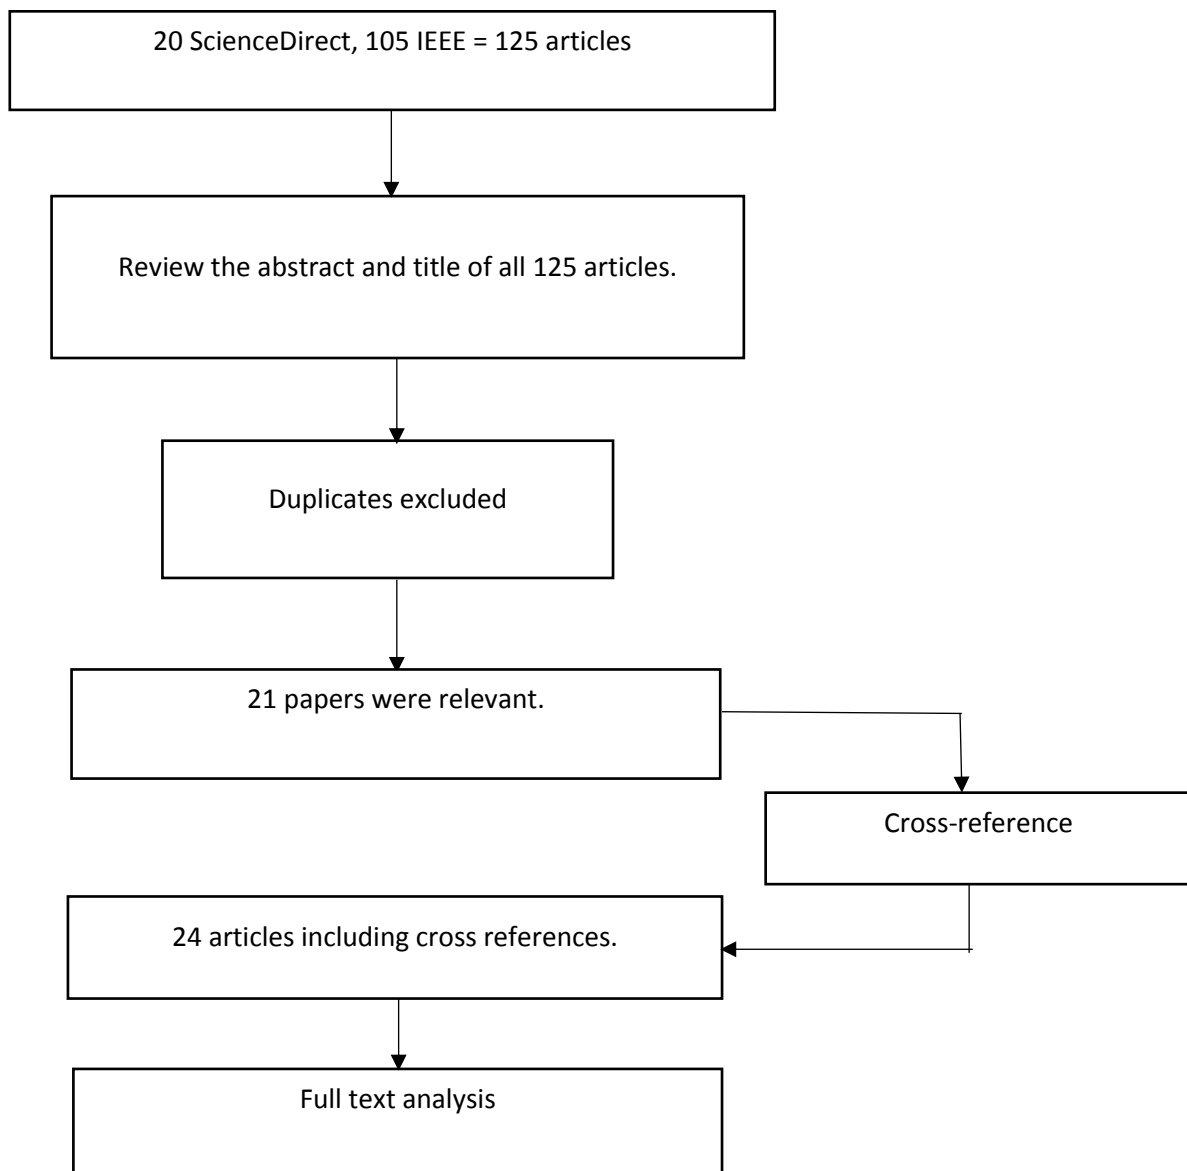 20 ScienceDirect, 105 IEEE = 125 articles
Review the abstract and title of all 125 articles.
Duplicates excluded
21 papers were relevant.
Cross-reference
24 articles including cross references.
Full text analysis